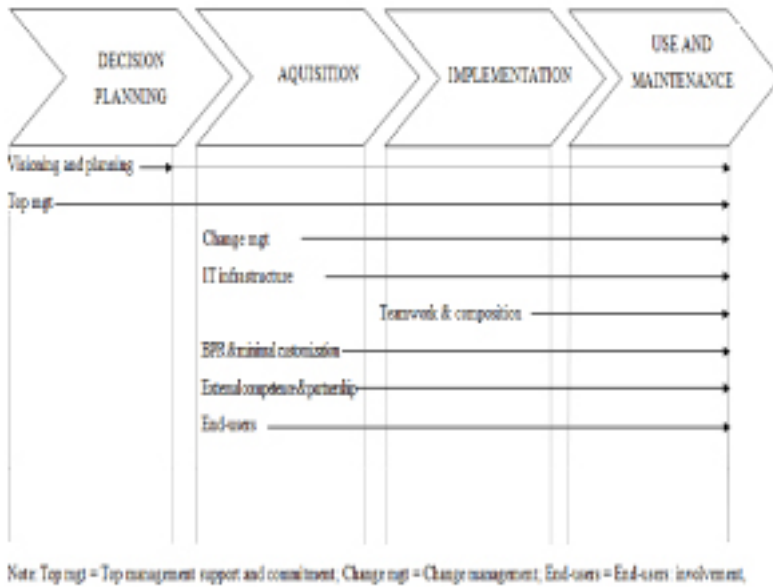 DECISION
PLANNING
AQUISITION
IMPLEMENTATION
USE AND
MAINTENANCE
Visioning and planning
Top mgt
Change mgt
IT infrastructure
Teamwork & composition
BPR & minimal customization
External competence & partnership
End-users
Note: Top mgt = Top management support and commitment; Change mgt = Change management; End-users = End-users involvement,